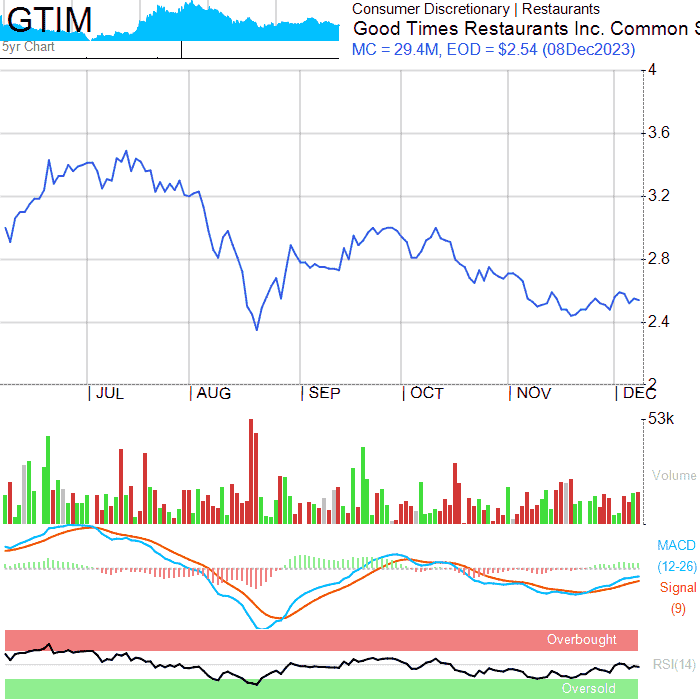 GTIM
5yr Chart
Consumer Discretionary | Restaurants
Good Times Restaurants Inc. Common S
MC = 29.4M, EOD = $2.54 (08Dec2023)
4
3.6
3.2
2.8
2.4
2
JUL AUG SEP OCT NOV DEC
53k
Volume
MACD
(12-26)
Signal
(9)
Overbought
RSI(14)
Oversold